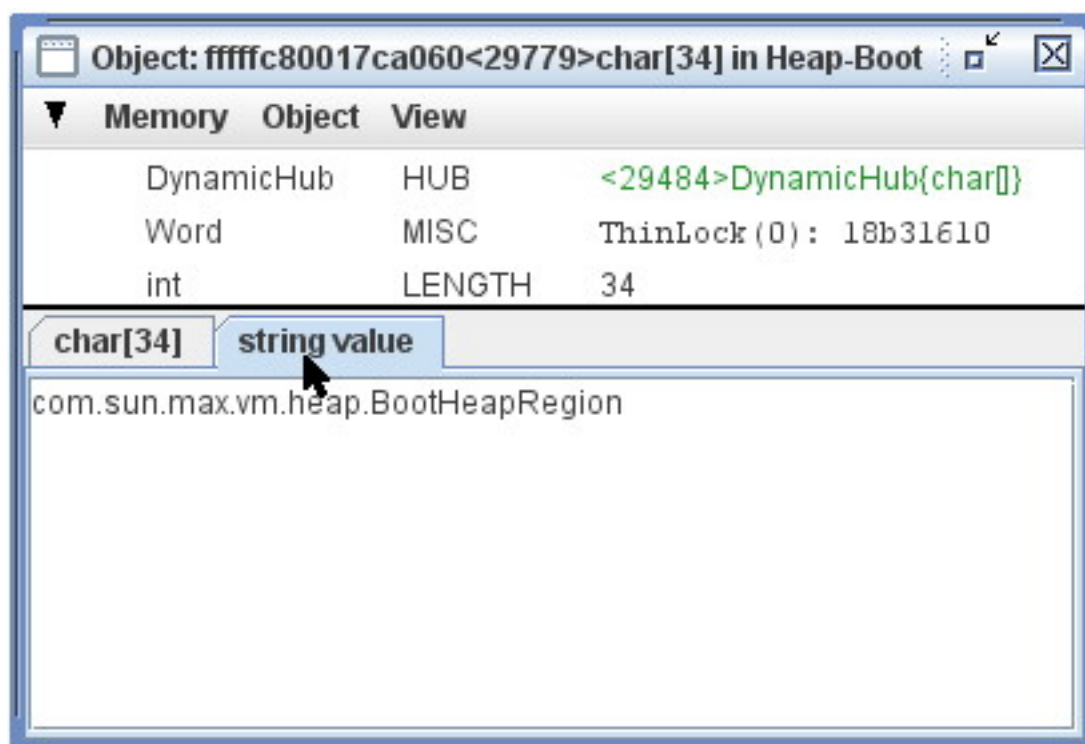 Object: fffffc80017ca060<29779>char[34] in Heap-Boot
Memory Object View
DynamicHub HUB <29484>DynamicHub{char[]}
Word MISC ThinLock(0): 18b31610
int LENGTH 34
char[34] string value
com.sun.max.vm.heap.BootHeapRegion